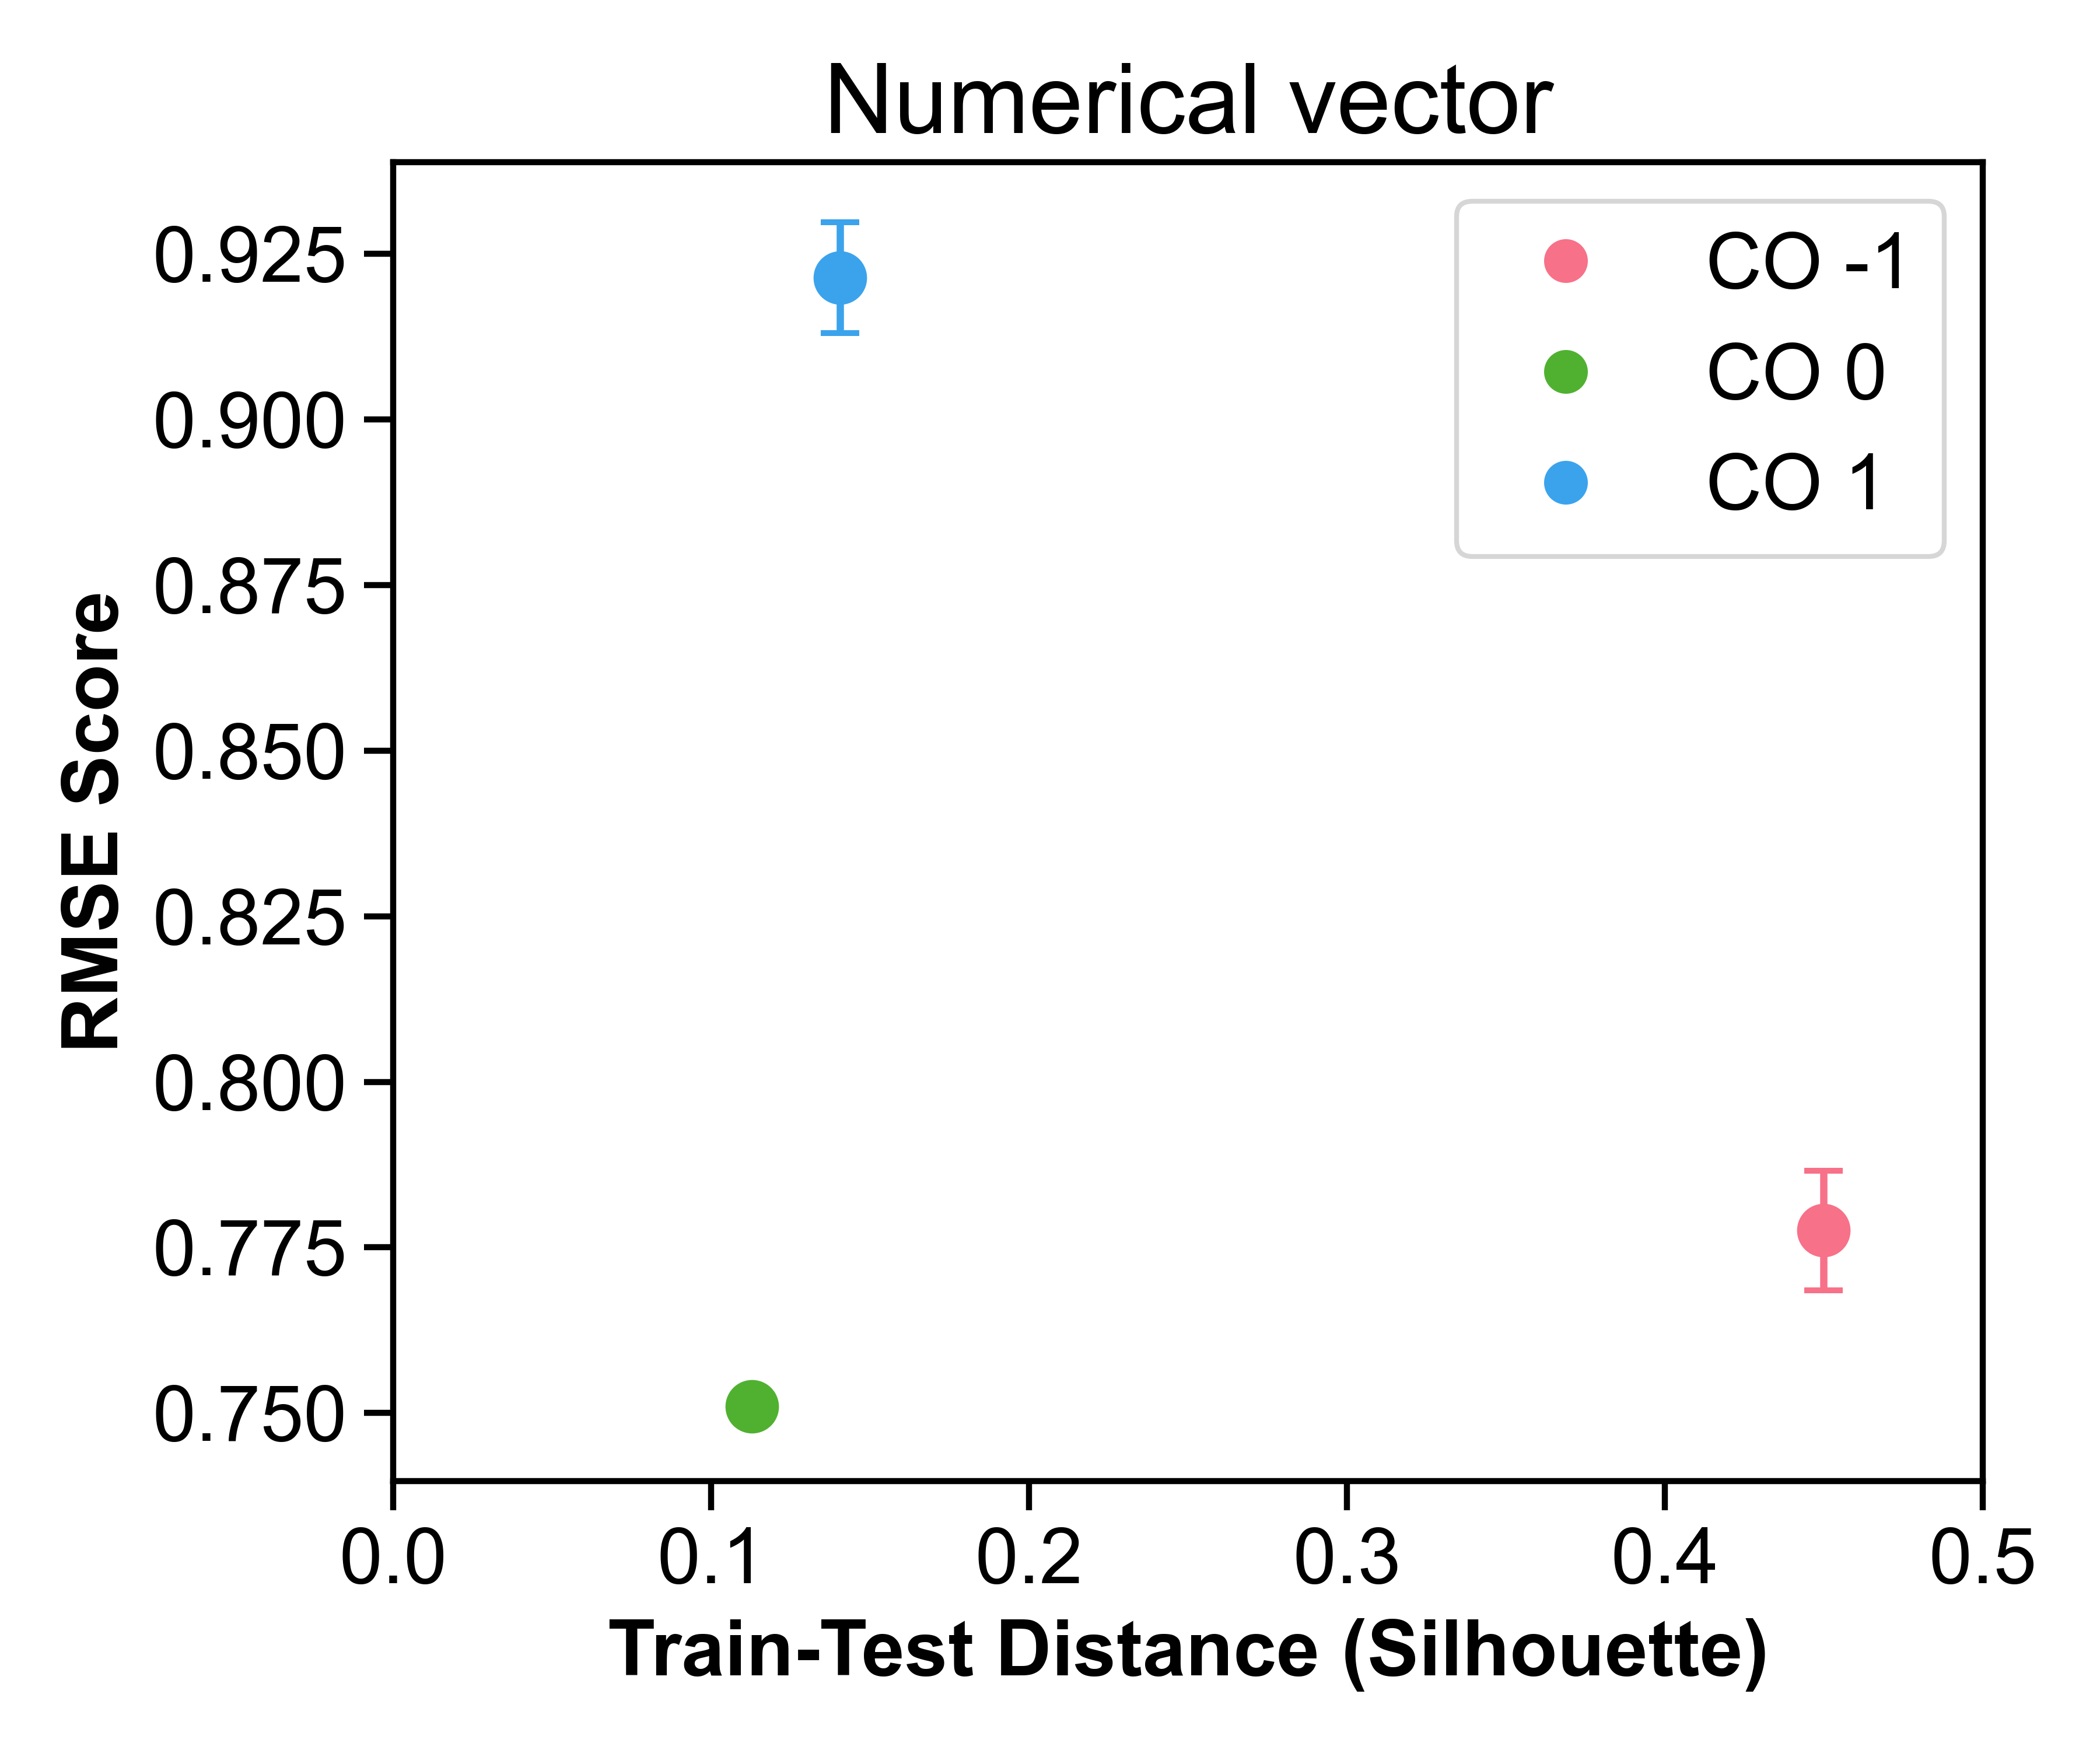 Numerical vector
CO -1
CO 0
CO 1
RMSE Score
0.925
0.900
0.875
0.850
0.825
0.800
0.775
0.750
0.0 0.1 0.2 0.3 0.4 0.5
Train-Test Distance (Silhouette)